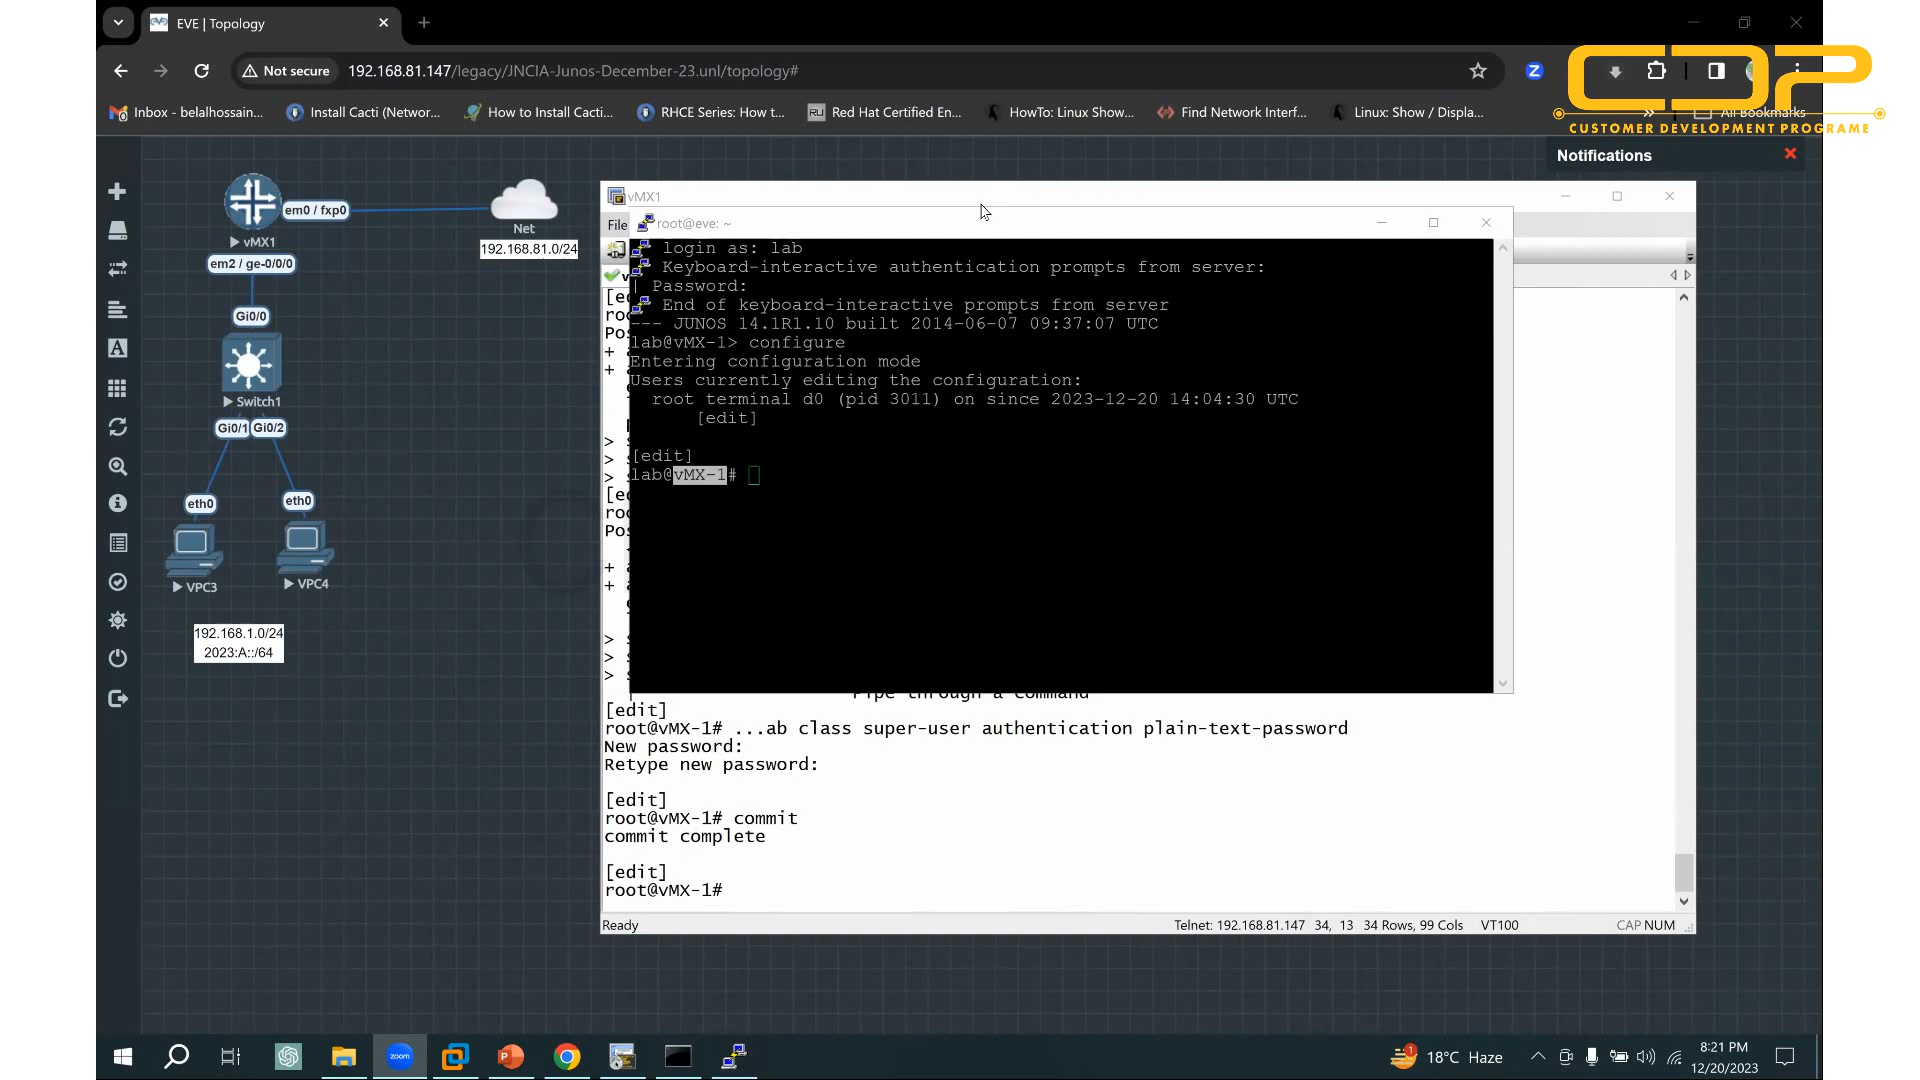 EVE | Topology
Not secure
192.168.81.147/legacy/JNCIA-Junos-December-23.unl/topology#
Inbox - belalhossain...
Install Cacti (Networ...
How to Install Cacti...
RHCE Series: How t...
RU
Red Hat Certified En...
HowTo: Linux Show...
Find Network Interf...
Linux: Show / Displa...
»
All Bookmarks
CDP
CUSTOMER DEVELOPMENT PROGRAME
Notifications
em0 / fxp0
Net
192.168.81.0/24
vMX1
em2 / ge-0/0/0
Gi0/0
Switch1
Gi0/1
Gi0/2
eth0
eth0
VPC3
VPC4
192.168.1.0/24
2023:A::/64
vMX1
File
root@eve: ~
login as: lab
Keyboard-interactive authentication prompts from server:
| Password:
End of keyboard-interactive prompts from server
--- JUNOS 14.1R1.10 built 2014-06-07 09:37:07 UTC
lab@vMX-1> configure
Entering configuration mode
Users currently editing the configuration:
root terminal d0 (pid 3011) on since 2023-12-20 14:04:30 UTC
[edit]
[edit]
lab@vMX-1#
Pipe through a command
[edit]
root@vMX-1# ...ab class super-user authentication plain-text-password
New password:
Retype new password:
[edit]
root@vMX-1# commit
commit complete
[edit]
root@vMX-1#
Ready
Telnet: 192.168.81.147
34, 13
34 Rows, 99 Cols
VT100
CAP NUM
zoom
1
18°C Haze
8:21 PM
12/20/2023